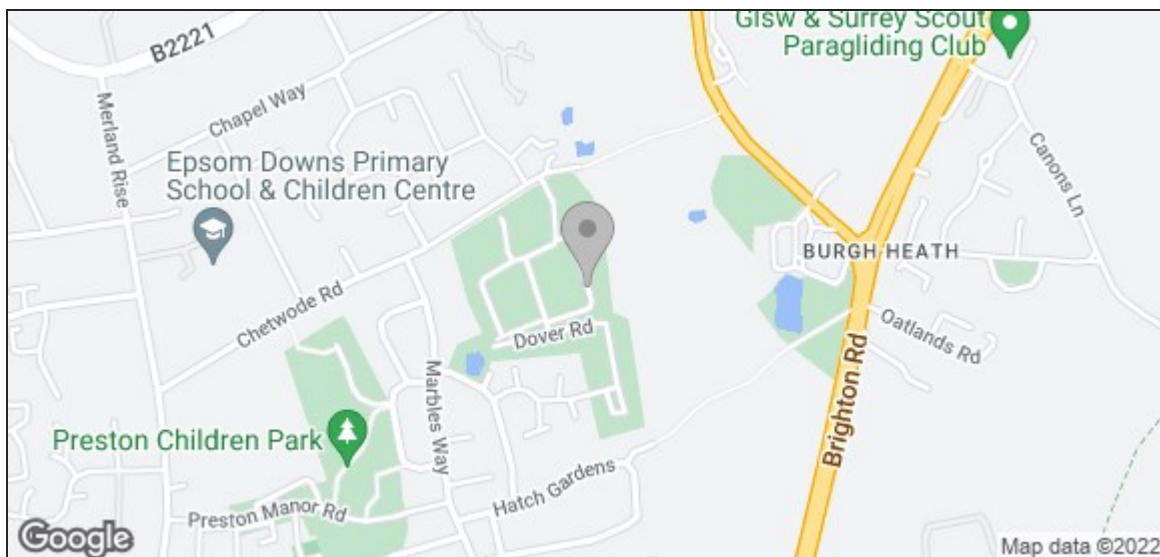 Glsw & Surrey Scout
Paragliding Club
B2221
Chapel Way
Merland Rise
Epsom Downs Primary
School & Children Centre
Canons Ln
BURGH HEATH
Chetwode Rd
Dover Rd
Oatlands Rd
Marbles Way
Brighton Rd
Preston Children Park
Hatch Gardens
Preston Manor Rd
Google
Map data ©2022